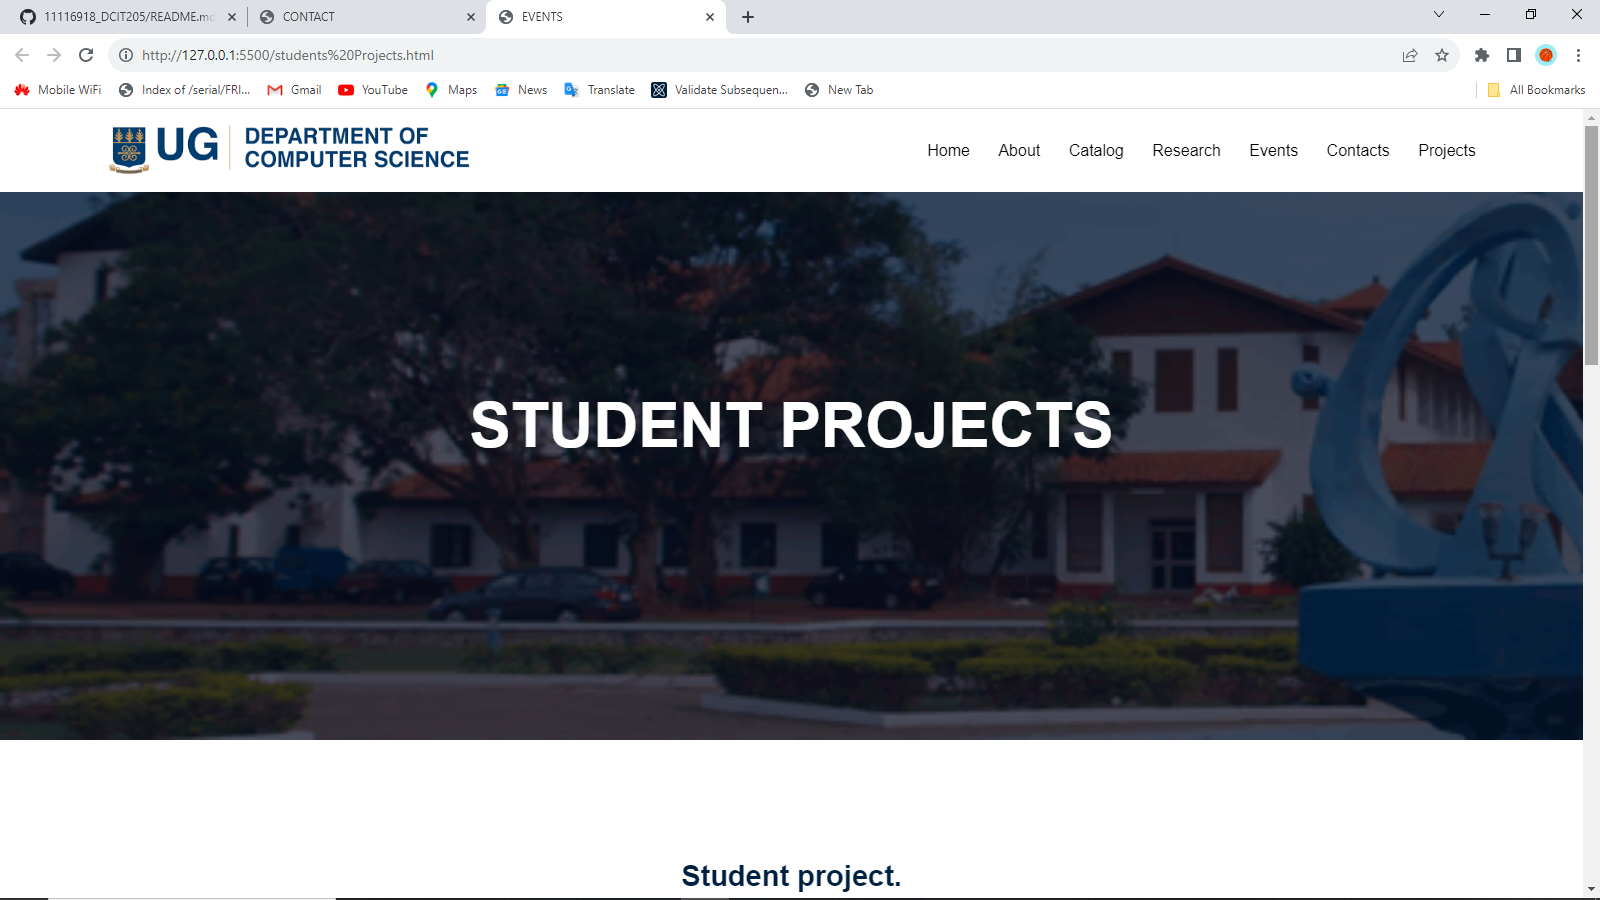 11116918_DCIT205/README.md
CONTACT
EVENTS
http://127.0.0.1:5500/students%20Projects.html
Mobile WiFi
Index of /serial/FRI...
Gmail
YouTube
Maps
News
Translate
Validate Subsequen...
New Tab
All Bookmarks
UG
DEPARTMENT OF
COMPUTER SCIENCE
Home
About
Catalog
Research
Events
Contacts
Projects
STUDENT PROJECTS
Student project.